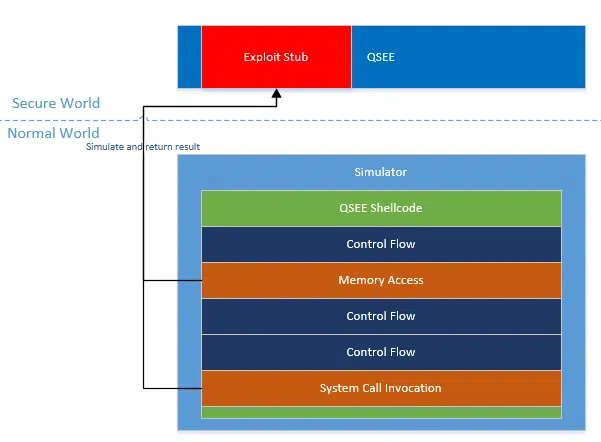 Exploit Stub
QSEE
Secure World
Normal World
Simulate and return result
Simulator
QSEE Shellcode
Control Flow
Memory Access
Control Flow
Control Flow
System Call Invocation